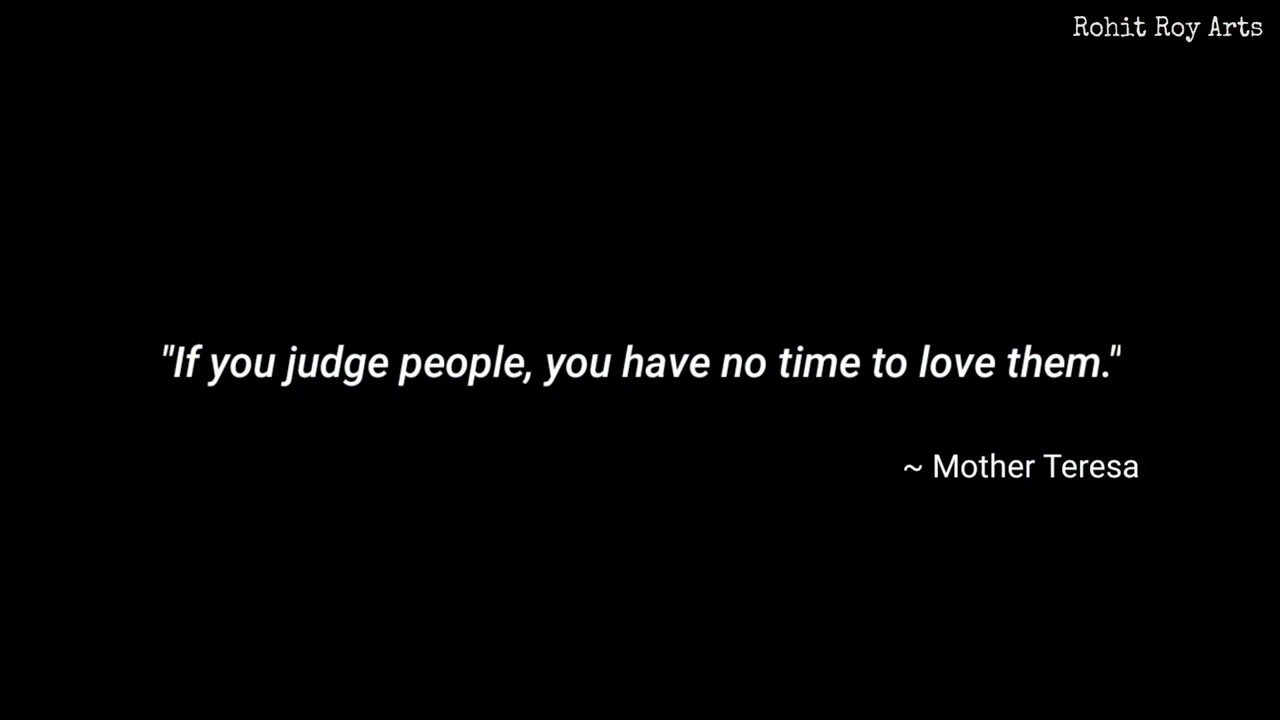 Rohit Roy Arts
"If you judge people, you have no time to love them."
~ Mother Teresa